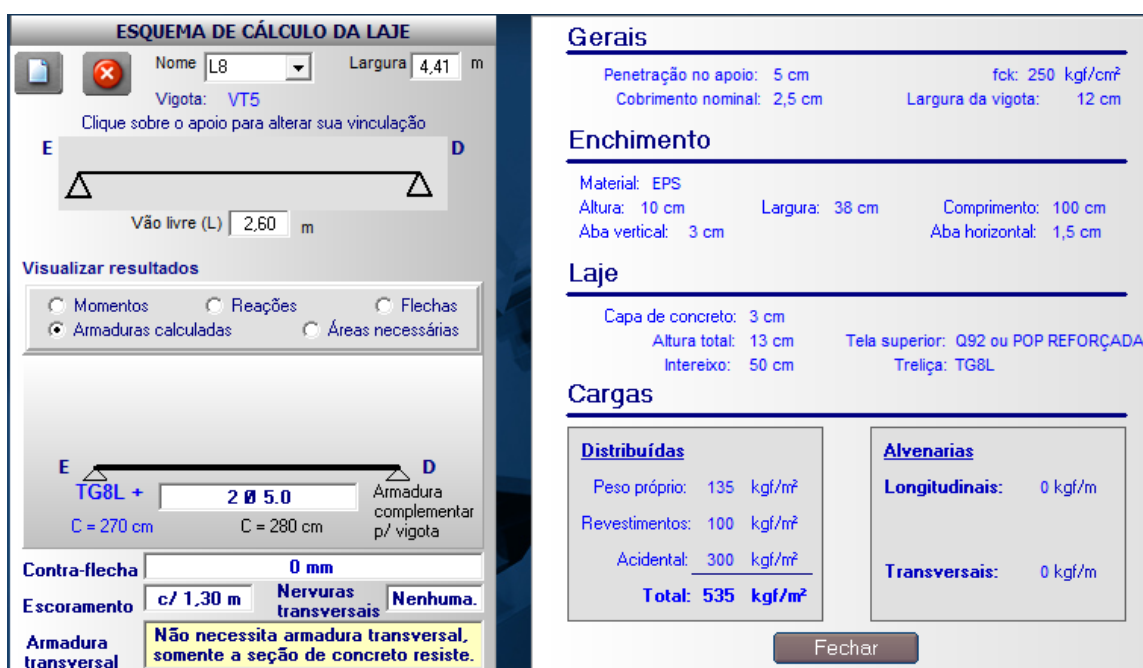 ESQUEMA DE CÁLCULO DA LAJE
Nome L8 Largura 4,41 m
Vigota: VT5
Clique sobre o apoio para alterar sua vinculação
E D
Vão livre (L) 2,60 m
Visualizar resultados
Momentos Reações Flechas
Armaduras calculadas Áreas necessárias
E D
TG8L + 2 Ø 5.0 Armadura
complementar
C = 270 cm C = 280 cm p/ vigota
Contra-flecha 0 mm
Escoramento c/ 1,30 m Nervuras
transversais Nenhuma.
Armadura
transversal
Não necessita armadura transversal,
somente a seção de concreto resiste.
Gerais
Penetração no apoio: 5 cm fck: 250 kgf/cm²
Cobrimento nominal: 2,5 cm Largura da vigota: 12 cm
Enchimento
Material: EPS
Altura: 10 cm Largura: 38 cm Comprimento: 100 cm
Aba vertical: 3 cm Aba horizontal: 1,5 cm
Laje
Capa de concreto: 3 cm
Altura total: 13 cm Tela superior: Q92 ou POP REFORÇADA
Intereixo: 50 cm Treliça: TG8L
Cargas
Distribuídas
Peso próprio: 135 kgf/m²
Revestimentos: 100 kgf/m²
Acidental: 300 kgf/m²
Total: 535 kgf/m²
Alvenarias
Longitudinais: 0 kgf/m
Transversais: 0 kgf/m
Fechar